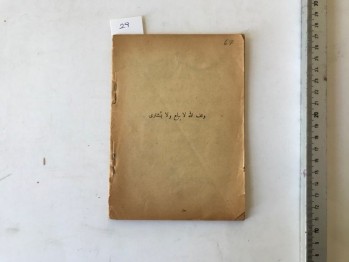 29
وقف لله لا يباع ولا يشترى